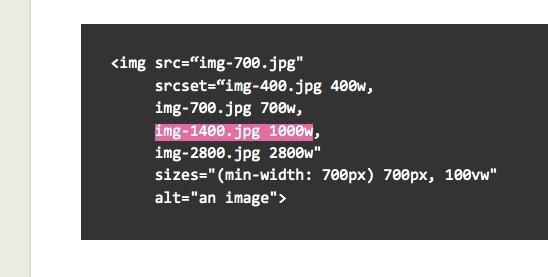 <img src=“img-700.jpg"
srcset=“img-400.jpg 400w,
img-700.jpg 700w,
img-1400.jpg 1000w,
img-2800.jpg 2800w"
sizes="(min-width: 700px) 700px, 100vw"
alt="an image">